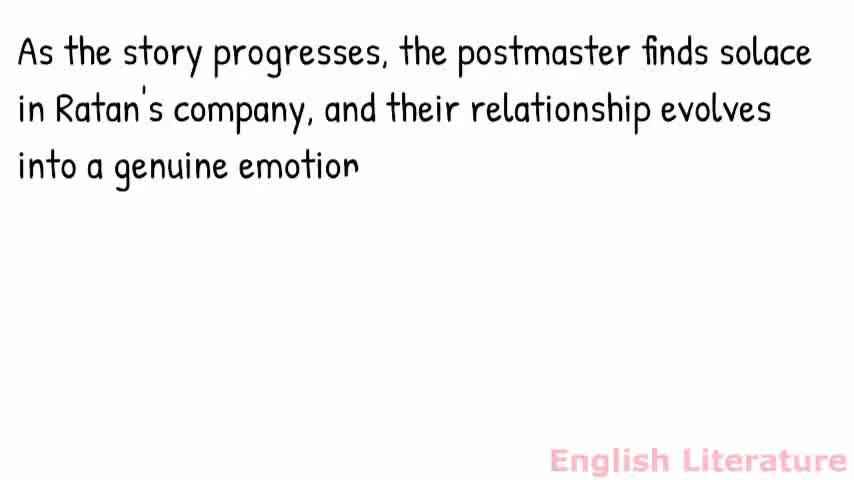 As the story progresses, the postmaster finds solace
in Ratan's company, and their relationship evolves
into a genuine emotion
English Literature